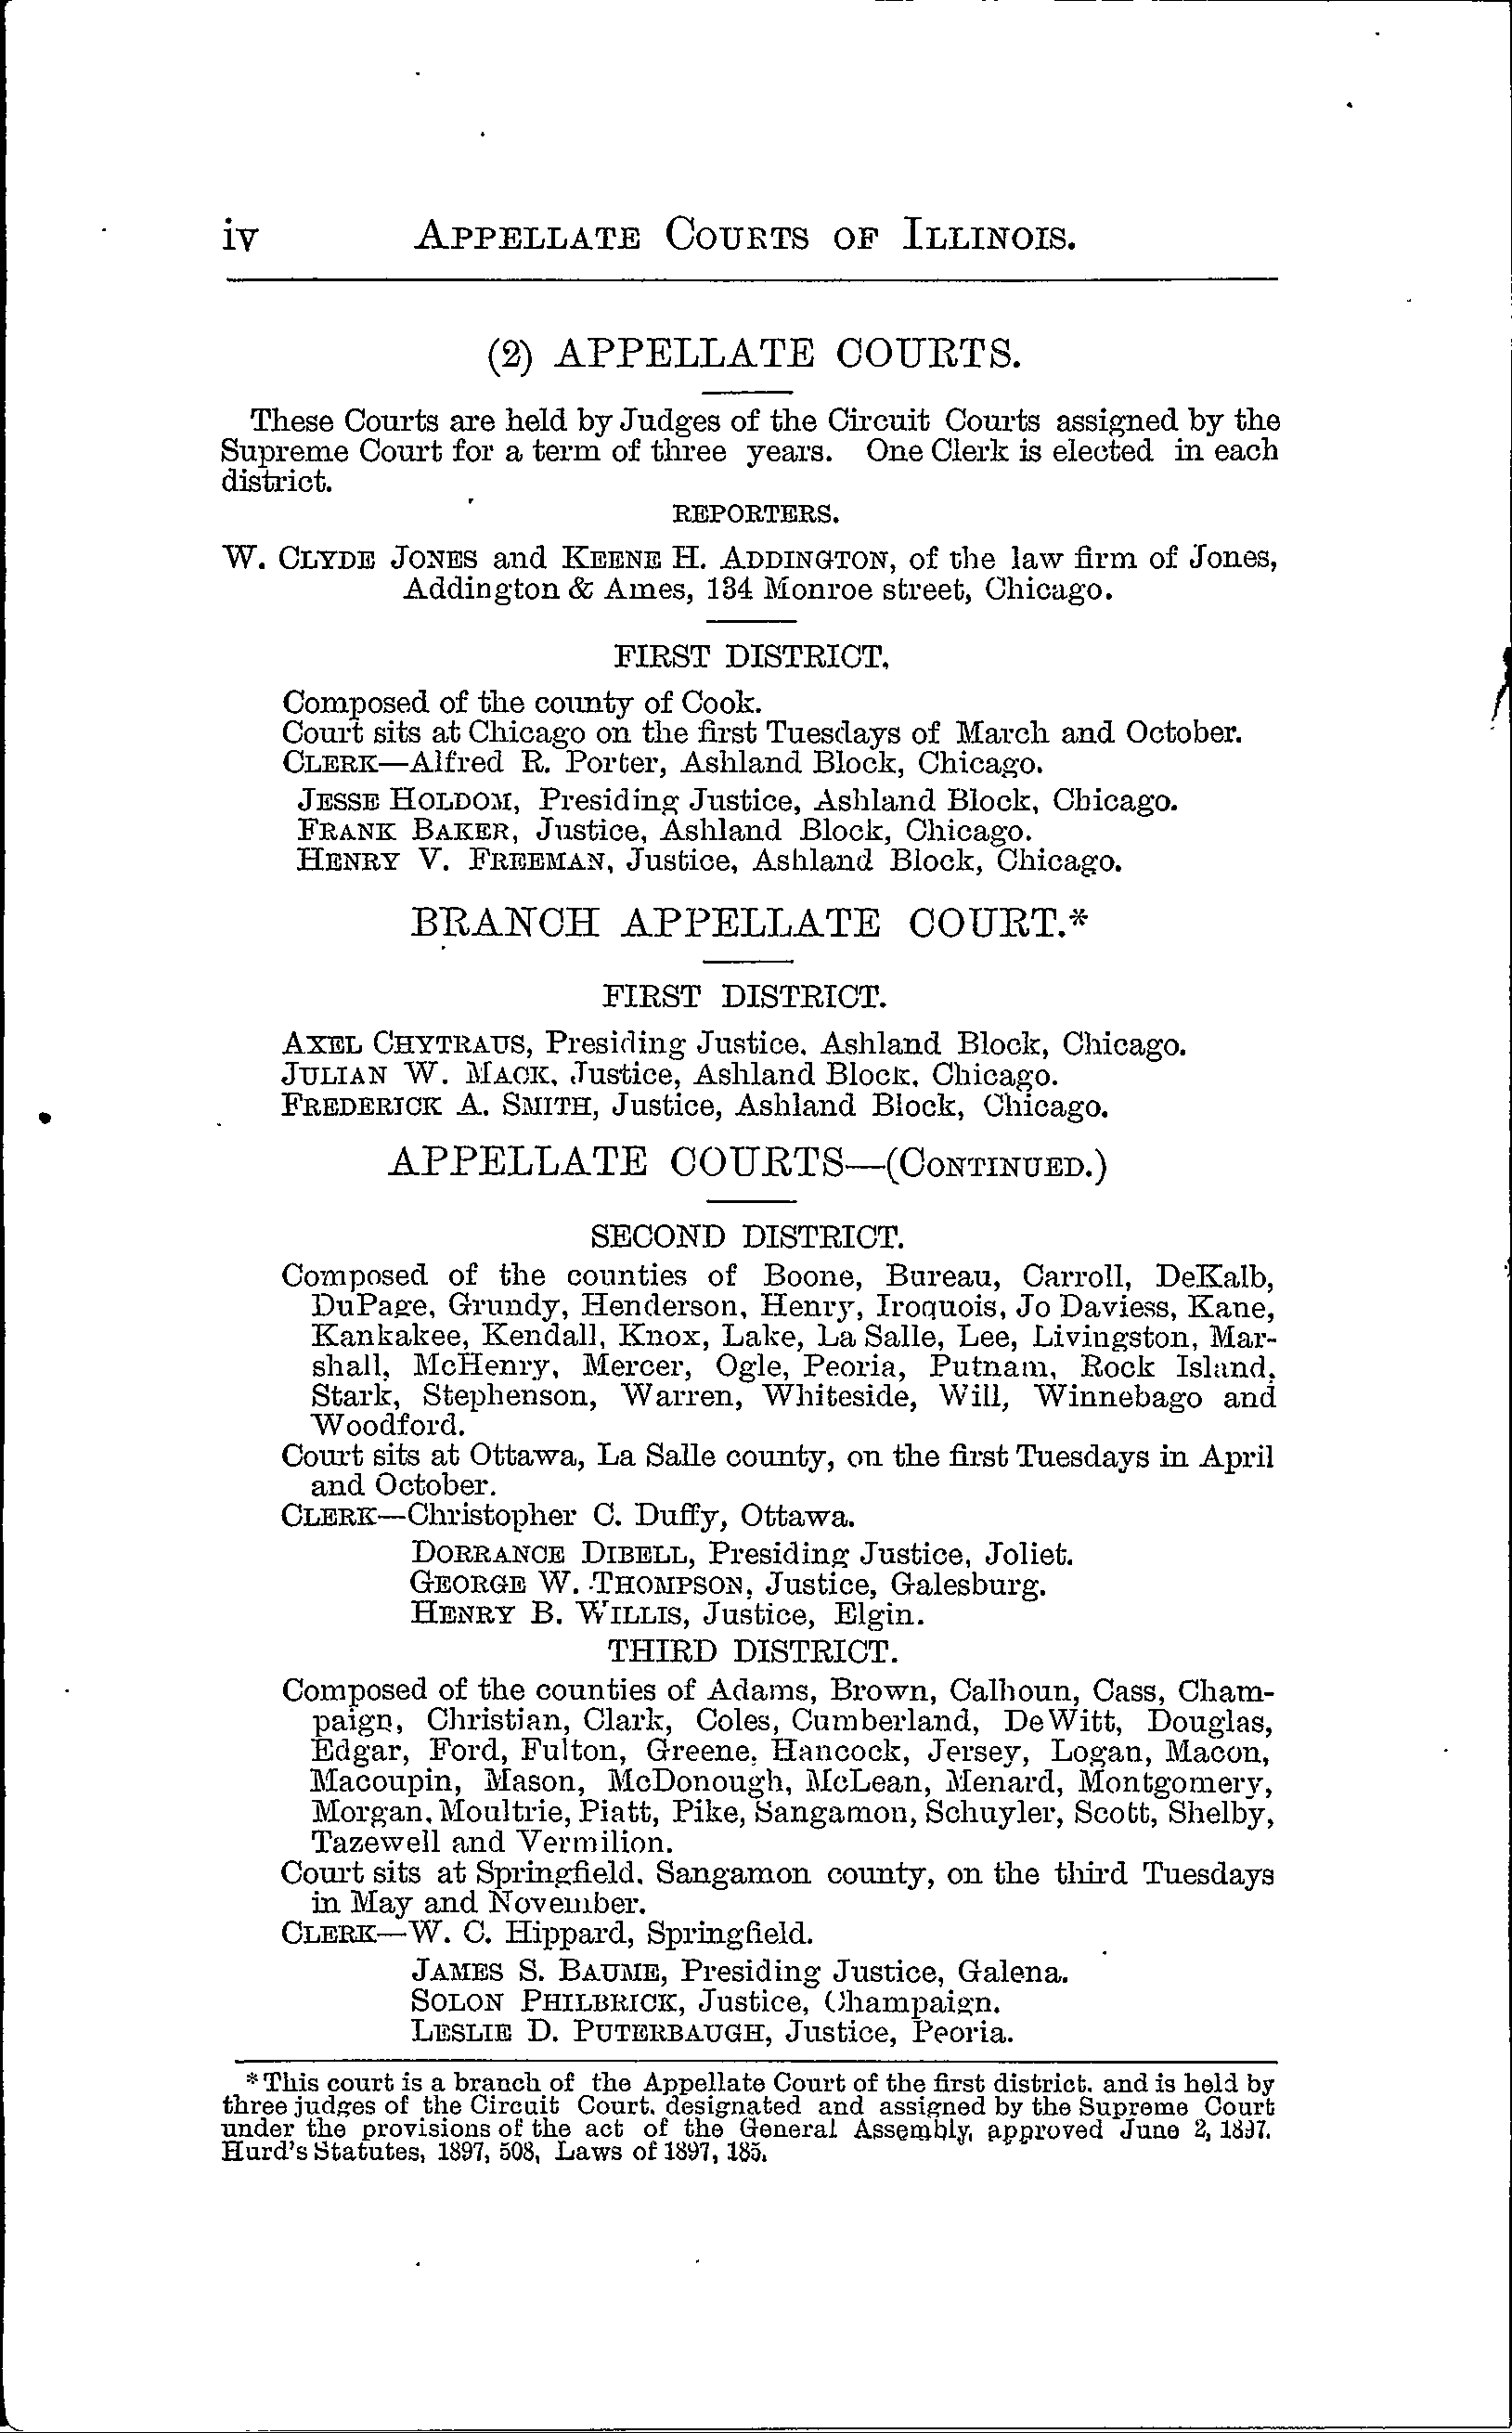 iv APPELLATE COURTS OF ILLINOIS.
(2) APPELLATE COURTS.
These Courts are held by Judges of the Circuit Courts assigned by the
Supreme Court for a term of three years. One Clerk is elected in each
district.
REPORTERS.
W. CLYDE JONES and KEENE H. ADDINGTON, of the law firm of Jones,
Addington & Ames, 134 Monroe street, Chicago.
FIRST DISTRICT.
Composed of the county of Cook.
Court sits at Chicago on the first Tuesdays of March and October.
CLERK—Alfred R. Porter, Ashland Block, Chicago.
JESSE HOLDOM, Presiding Justice, Ashland Block, Chicago.
FRANK BAKER, Justice, Ashland Block, Chicago.
HENRY V. FREEMAN, Justice, Ashland Block, Chicago.
BRANCH APPELLATE COURT.*
FIRST DISTRICT.
AXEL CHYTRAUS, Presiding Justice. Ashland Block, Chicago.
JULIAN W. MACK, Justice, Ashland Block, Chicago.
FREDERICK A. SMITH, Justice, Ashland Block, Chicago.
APPELLATE COURTS—(CONTINUED.)
SECOND DISTRICT.
Composed of the counties of Boone, Bureau, Carroll, DeKalb,
DuPage, Grundy, Henderson, Henry, Iroquois, Jo Daviess, Kane,
Kankakee, Kendall, Knox, Lake, La Salle, Lee, Livingston, Mar-
shall, McHenry, Mercer, Ogle, Peoria, Putnam, Rock Island,
Stark, Stephenson, Warren, Whiteside, Will, Winnebago and
Woodford.
Court sits at Ottawa, La Salle county, on the first Tuesdays in April
and October.
CLERK—Christopher C. Duffy, Ottawa.
DORRANCE DIBELL, Presiding Justice, Joliet.
GEORGE W. THOMPSON, Justice, Galesburg.
HENRY B. WILLIS, Justice, Elgin.
THIRD DISTRICT.
Composed of the counties of Adams, Brown, Calhoun, Cass, Cham-
paign, Christian, Clark, Coles, Cumberland, DeWitt, Douglas,
Edgar, Ford, Fulton, Greene, Hancock, Jersey, Logan, Macon,
Macoupin, Mason, McDonough, McLean, Menard, Montgomery,
Morgan, Moultrie, Piatt, Pike, Sangamon, Schuyler, Scott, Shelby,
Tazewell and Vermilion.
Court sits at Springfield, Sangamon county, on the third Tuesdays
in May and November.
CLERK—W. C. Hippard, Springfield.
JAMES S. BAUME, Presiding Justice, Galena.
SOLON PHILBRICK, Justice, Champaign.
LESLIE D. PUTERBAUGH, Justice, Peoria.
*This court is a branch of the Appellate Court of the first district, and is held by
three judges of the Circuit Court, designated and assigned by the Supreme Court
under the provisions of the act of the General Assembly, approved June 2, 1897.
Hurd's Statutes, 1897, 508, Laws of 1897, 185.